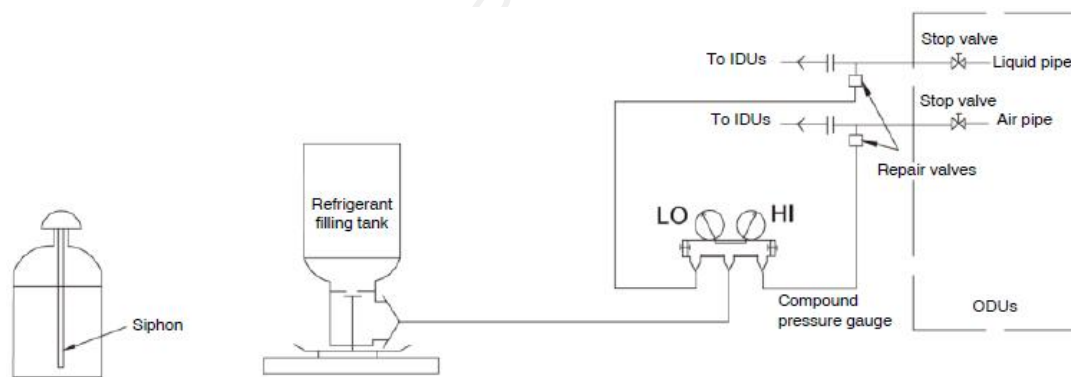 Stop valve
To IDUs
Liquid pipe
Stop valve
To IDUs
Air pipe
Repair valves
Refrigerant
filling tank
LO
HI
Siphon
Compound
pressure gauge
ODUs